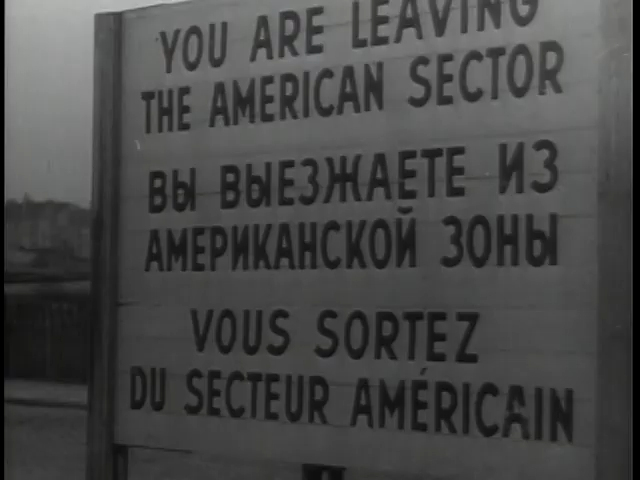 YOU ARE LEAVING
THE AMERICAN SECTOR
ВЫ ВЫЕЗЖАЕТЕ ИЗ
АМЕРИКАНСКОЙ ЗОНЫ
VOUS SORTEZ
DU SECTEUR AMÉRICAIN